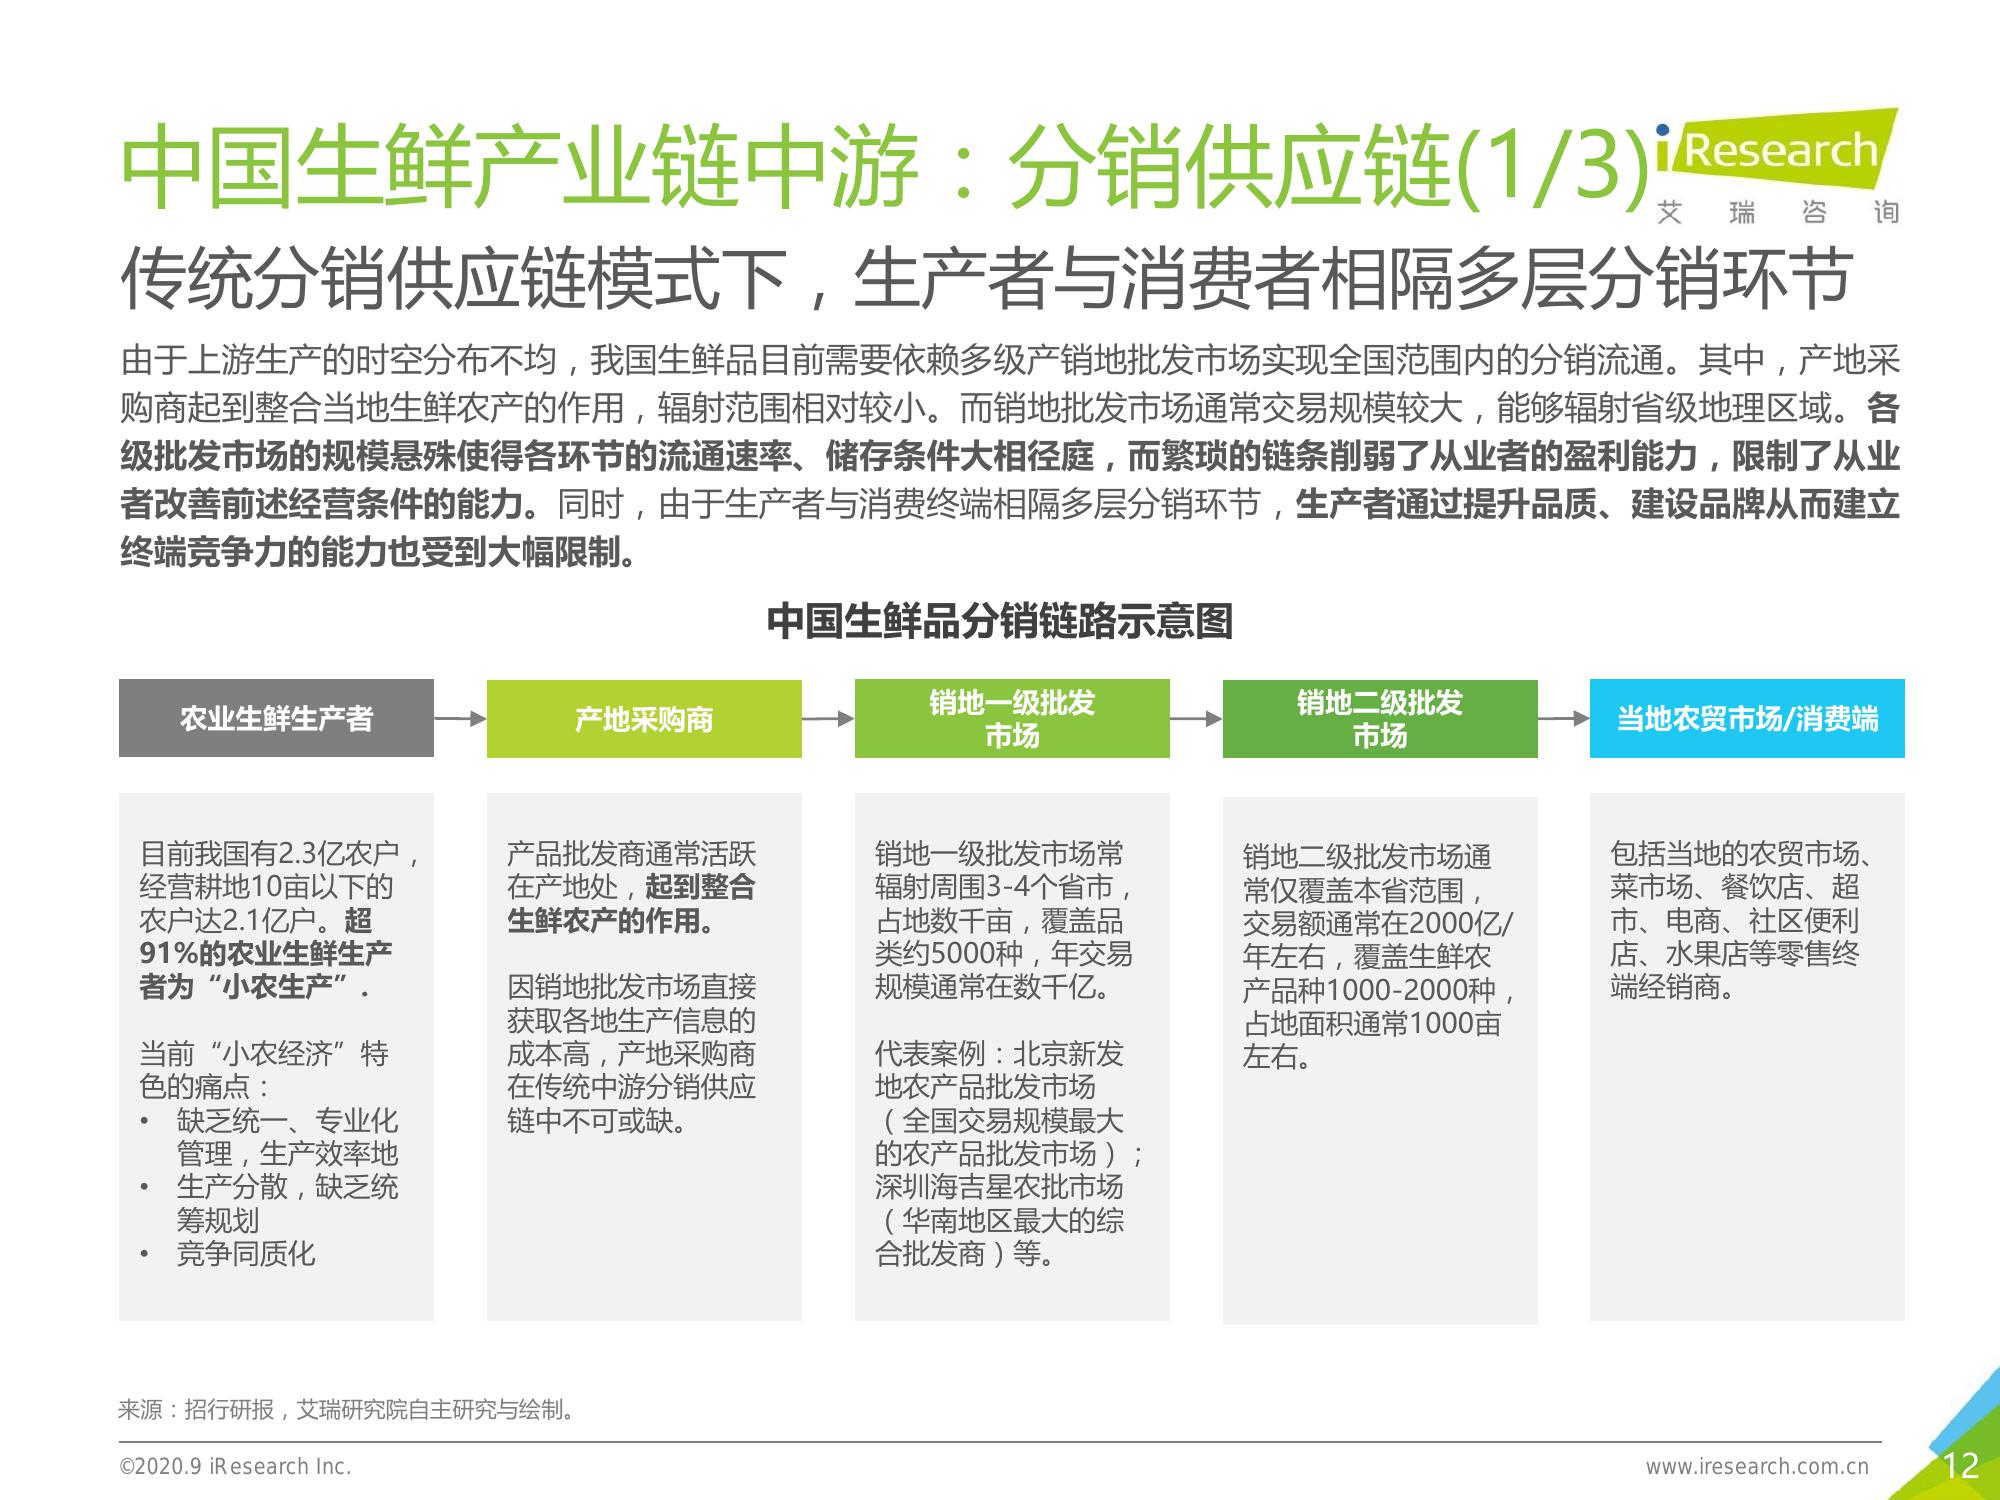 中国生鲜产业链中游：分销供应链(1/3)
iResearch
艾瑞咨询
传统分销供应链模式下，生产者与消费者相隔多层分销环节
由于上游生产的时空分布不均，我国生鲜品目前需要依赖多级产销地批发市场实现全国范围内的分销流通。其中，产地采
购商起到整合当地生鲜农产的作用，辐射范围相对较小。而销地批发市场通常交易规模较大，能够辐射省级地理区域。各
级批发市场的规模悬殊使得各环节的流通速率、储存条件大相径庭，而繁琐的链条削弱了从业者的盈利能力，限制了从业
者改善前述经营条件的能力。同时，由于生产者与消费终端相隔多层分销环节，生产者通过提升品质、建设品牌从而建立
终端竞争力的能力也受到大幅限制。
中国生鲜品分销链路示意图
农业生鲜生产者
目前我国有2.3亿农户，
经营耕地10亩以下的
农户达2.1亿户。超
91%的农业生鲜生产
者为“小农生产”.
当前“小农经济”特
色的痛点：
• 缺乏统一、专业化
管理，生产效率地
• 生产分散，缺乏统
筹规划
• 竞争同质化
产地采购商
产品批发商通常活跃
在产地处，起到整合
生鲜农产的作用。
因销地批发市场直接
获取各地生产信息的
成本高，产地采购商
在传统中游分销供应
链中不可或缺。
销地一级批发
市场
销地一级批发市场常
辐射周围3-4个省市，
占地数千亩，覆盖品
类约5000种，年交易
规模通常在数千亿。
代表案例：北京新发
地农产品批发市场
（全国交易规模最大
的农产品批发市场）；
深圳海吉星农批市场
（华南地区最大的综
合批发商）等。
销地二级批发
市场
销地二级批发市场通
常仅覆盖本省范围，
交易额通常在2000亿/
年左右，覆盖生鲜农
产品种1000-2000种，
占地面积通常1000亩
左右。
当地农贸市场/消费端
包括当地的农贸市场、
菜市场、餐饮店、超
市、电商、社区便利
店、水果店等零售终
端经销商。
来源：招行研报，艾瑞研究院自主研究与绘制。
©2020.9 iResearch Inc.
www.iresearch.com.cn
12